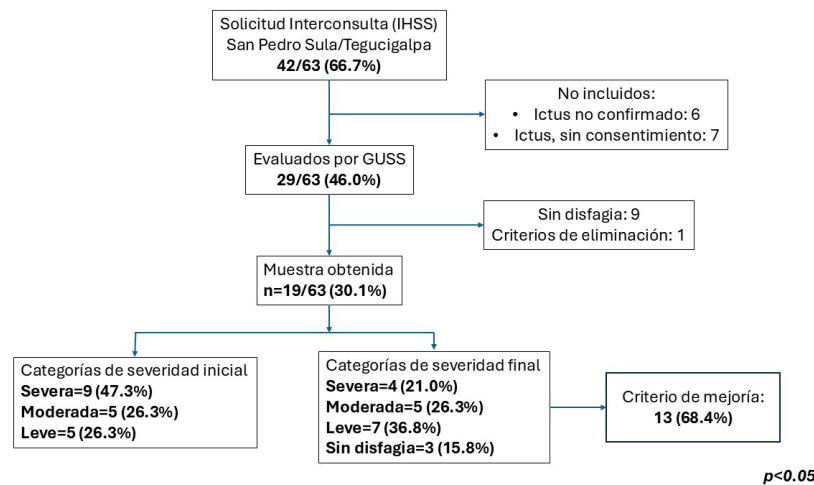 Solicitud Interconsulta (IHSS)
San Pedro Sula/Tegucigalpa
42/63 (66.7%)
No incluidos:
• Ictus no confirmado: 6
• Ictus, sin consentimiento: 7
Evaluados por GUSS
29/63 (46.0%)
Sin disfagia: 9
Criterios de eliminación: 1
Muestra obtenida
n=19/63 (30.1%)
Categorías de severidad inicial
Severa=9 (47.3%)
Moderada=5 (26.3%)
Leve=5 (26.3%)
Categorías de severidad final
Severa=4 (21.0%)
Moderada=5 (26.3%)
Leve=7 (36.8%)
Sin disfagia=3 (15.8%)
Criterio de mejoría:
13 (68.4%)
p<0.05